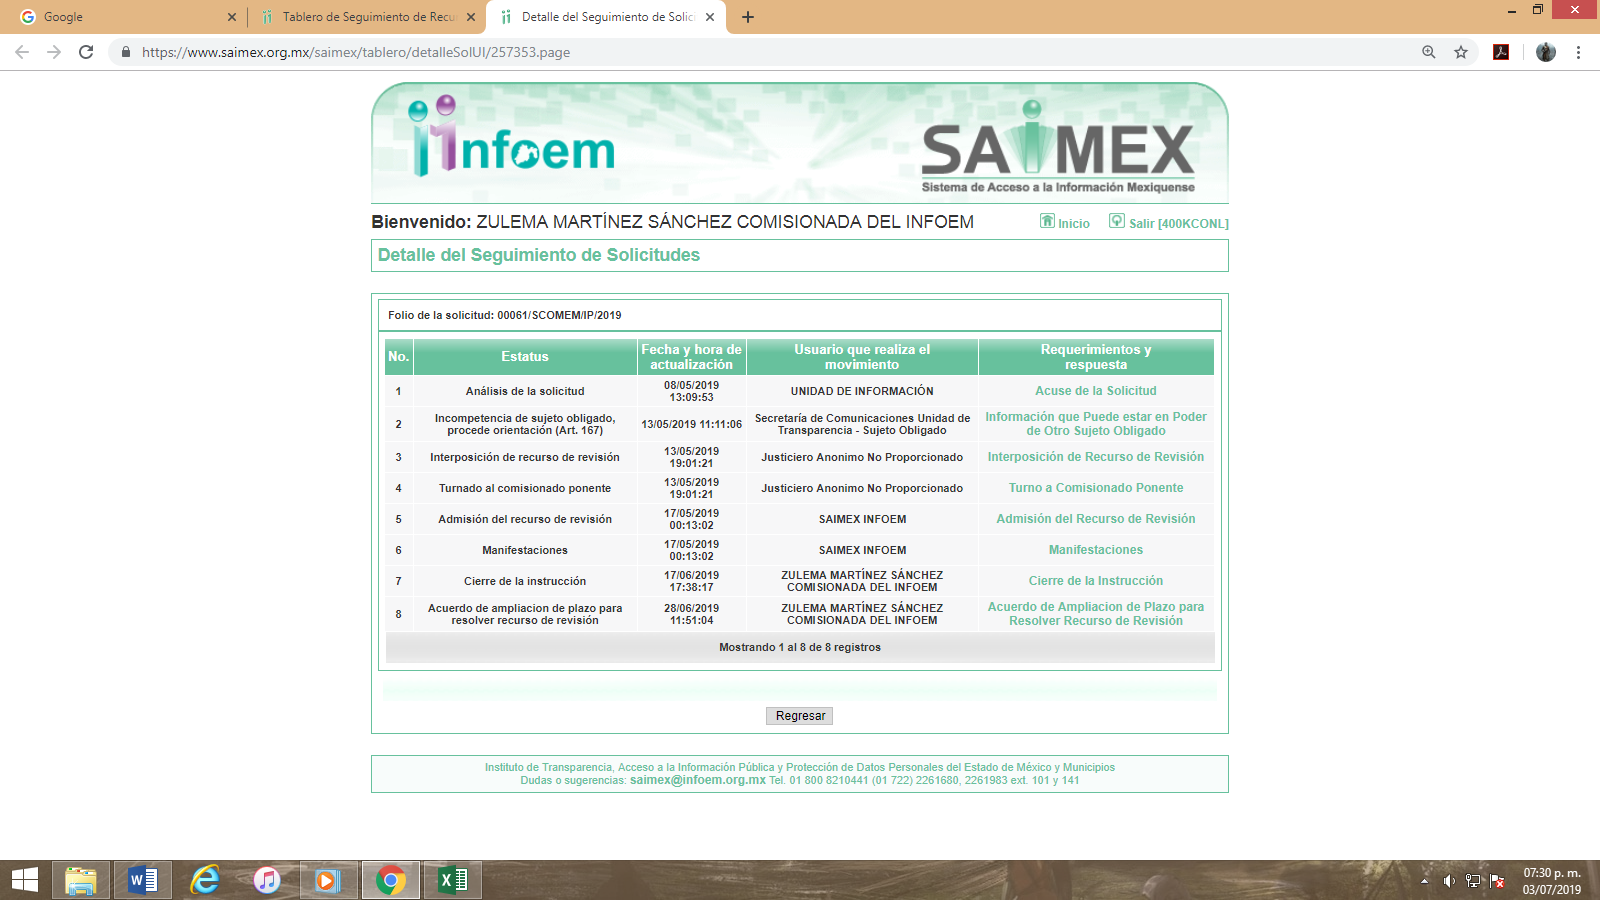 Google
Tablero de Seguimiento de Recu
Detalle del Seguimiento de Solic
https://www.saimex.org.mx/saimex/tablero/detalleSolUI/257353.page
infoem
SAIMEX
Sistema de Acceso a la Información Mexiquense
Bienvenido: ZULEMA MARTÍNEZ SÁNCHEZ COMISIONADA DEL INFOEM
Inicio
Salir [400KCONL]
Detalle del Seguimiento de Solicitudes
Folio de la solicitud: 00061/SCOMEM/IP/2019
No.
Estatus
Fecha y hora de
actualización
Usuario que realiza el
movimiento
Requerimientos y
respuesta
1
Análisis de la solicitud
08/05/2019
13:09:53
UNIDAD DE INFORMACIÓN
Acuse de la Solicitud
2
Incompetencia de sujeto obligado,
procede orientación (Art. 167)
13/05/2019 11:11:06
Secretaría de Comunicaciones Unidad de
Transparencia - Sujeto Obligado
Información que Puede estar en Poder
de Otro Sujeto Obligado
3
Interposición de recurso de revisión
13/05/2019
19:01:21
Justiciero Anonimo No Proporcionado
Interposición de Recurso de Revisión
4
Turnado al comisionado ponente
13/05/2019
19:01:21
Justiciero Anonimo No Proporcionado
Turno a Comisionado Ponente
5
Admisión del recurso de revisión
17/05/2019
00:13:02
SAIMEX INFOEM
Admisión del Recurso de Revisión
6
Manifestaciones
17/05/2019
00:13:02
SAIMEX INFOEM
Manifestaciones
7
Cierre de la instrucción
17/06/2019
17:38:17
ZULEMA MARTÍNEZ SÁNCHEZ
COMISIONADA DEL INFOEM
Cierre de la Instrucción
8
Acuerdo de ampliacion de plazo para
resolver recurso de revisión
28/06/2019
11:51:04
ZULEMA MARTÍNEZ SÁNCHEZ
COMISIONADA DEL INFOEM
Acuerdo de Ampliacion de Plazo para
Resolver Recurso de Revisión
Mostrando 1 al 8 de 8 registros
Regresar
Instituto de Transparencia, Acceso a la Información Pública y Protección de Datos Personales del Estado de México y Municipios
Dudas o sugerencias: saimex@infoem.org.mx Tel. 01 800 8210441 (01 722) 2261680, 2261983 ext. 101 y 141
07:30 p. m.
03/07/2019